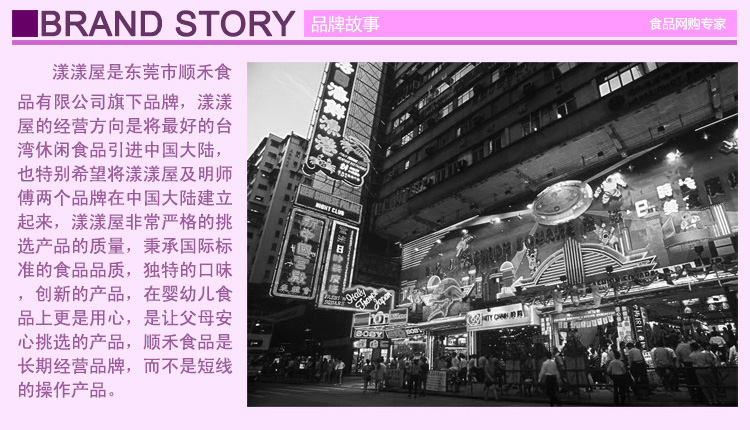 BRAND STORY 品牌故事 食品网购专家
漾漾屋是东莞市顺禾食
品有限公司旗下品牌，漾漾
屋的经营方向是将最好的台
湾休闲食品引进中国大陆，
也特别希望将漾漾屋及明师
傅两个品牌在中国大陆建立
起来，漾漾屋非常严格的挑
选产品的质量，秉承国际标
准的食品品质，独特的口味
，创新的产品，在婴幼儿食
品上更是用心，是让父母安
心挑选的产品，顺禾食品是
长期经营品牌，而不是短线
的操作产品。
NIGHT CLUB